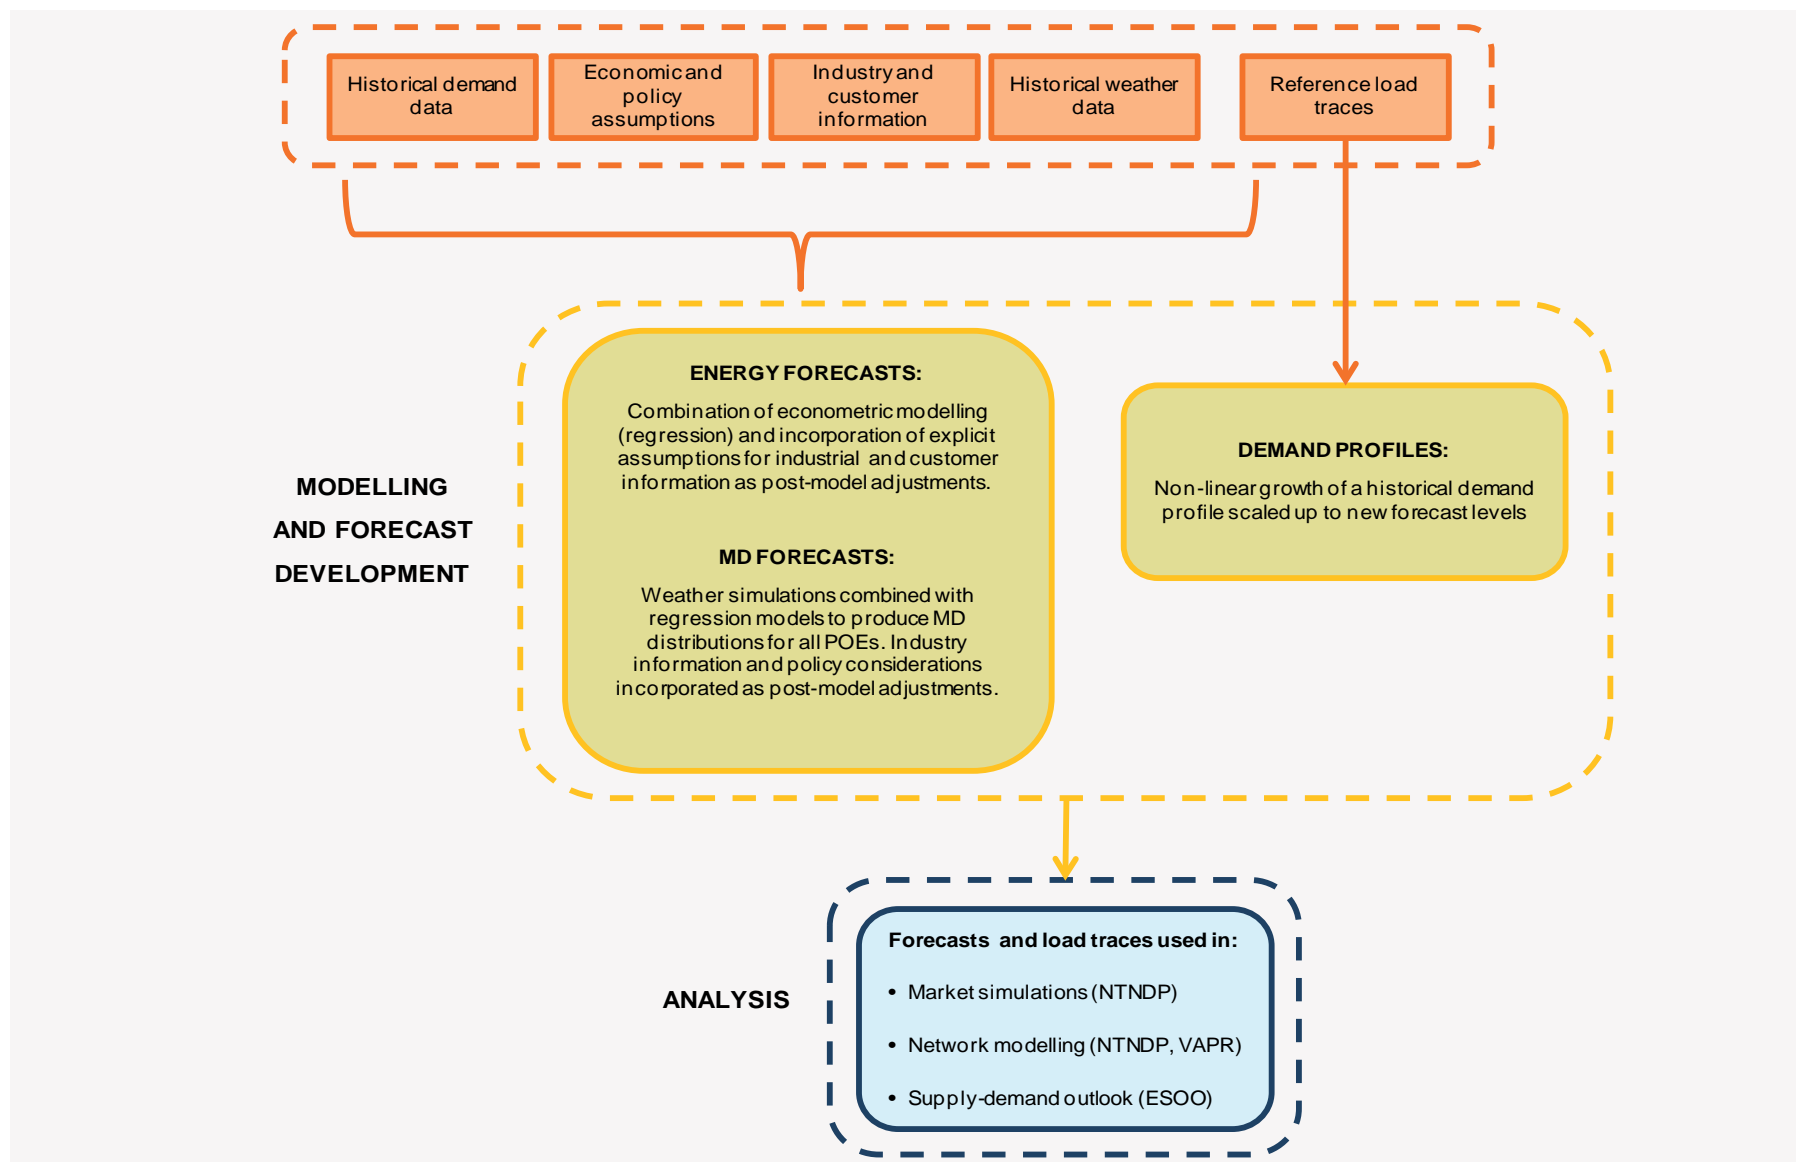 Historical demand
data
Economic and
policy
assumptions
Industry and
customer
information
Historical weather
data
Reference load
traces
MODELLING
AND FORECAST
DEVELOPMENT
ENERGY FORECASTS:
Combination of econometric modelling
(regression) and incorporation of explicit
assumptions for industrial and customer
information as post-model adjustments.
MD FORECASTS:
Weather simulations combined with
regression models to produce MD
distributions for all POEs. Industry
information and policy considerations
incorporated as post-model adjustments.
DEMAND PROFILES:
Non-linear growth of a historical demand
profile scaled up to new forecast levels
ANALYSIS
Forecasts and load traces used in:
• Market simulations (NTNDP)
• Network modelling (NTNDP, VAPR)
• Supply-demand outlook (ESOO)